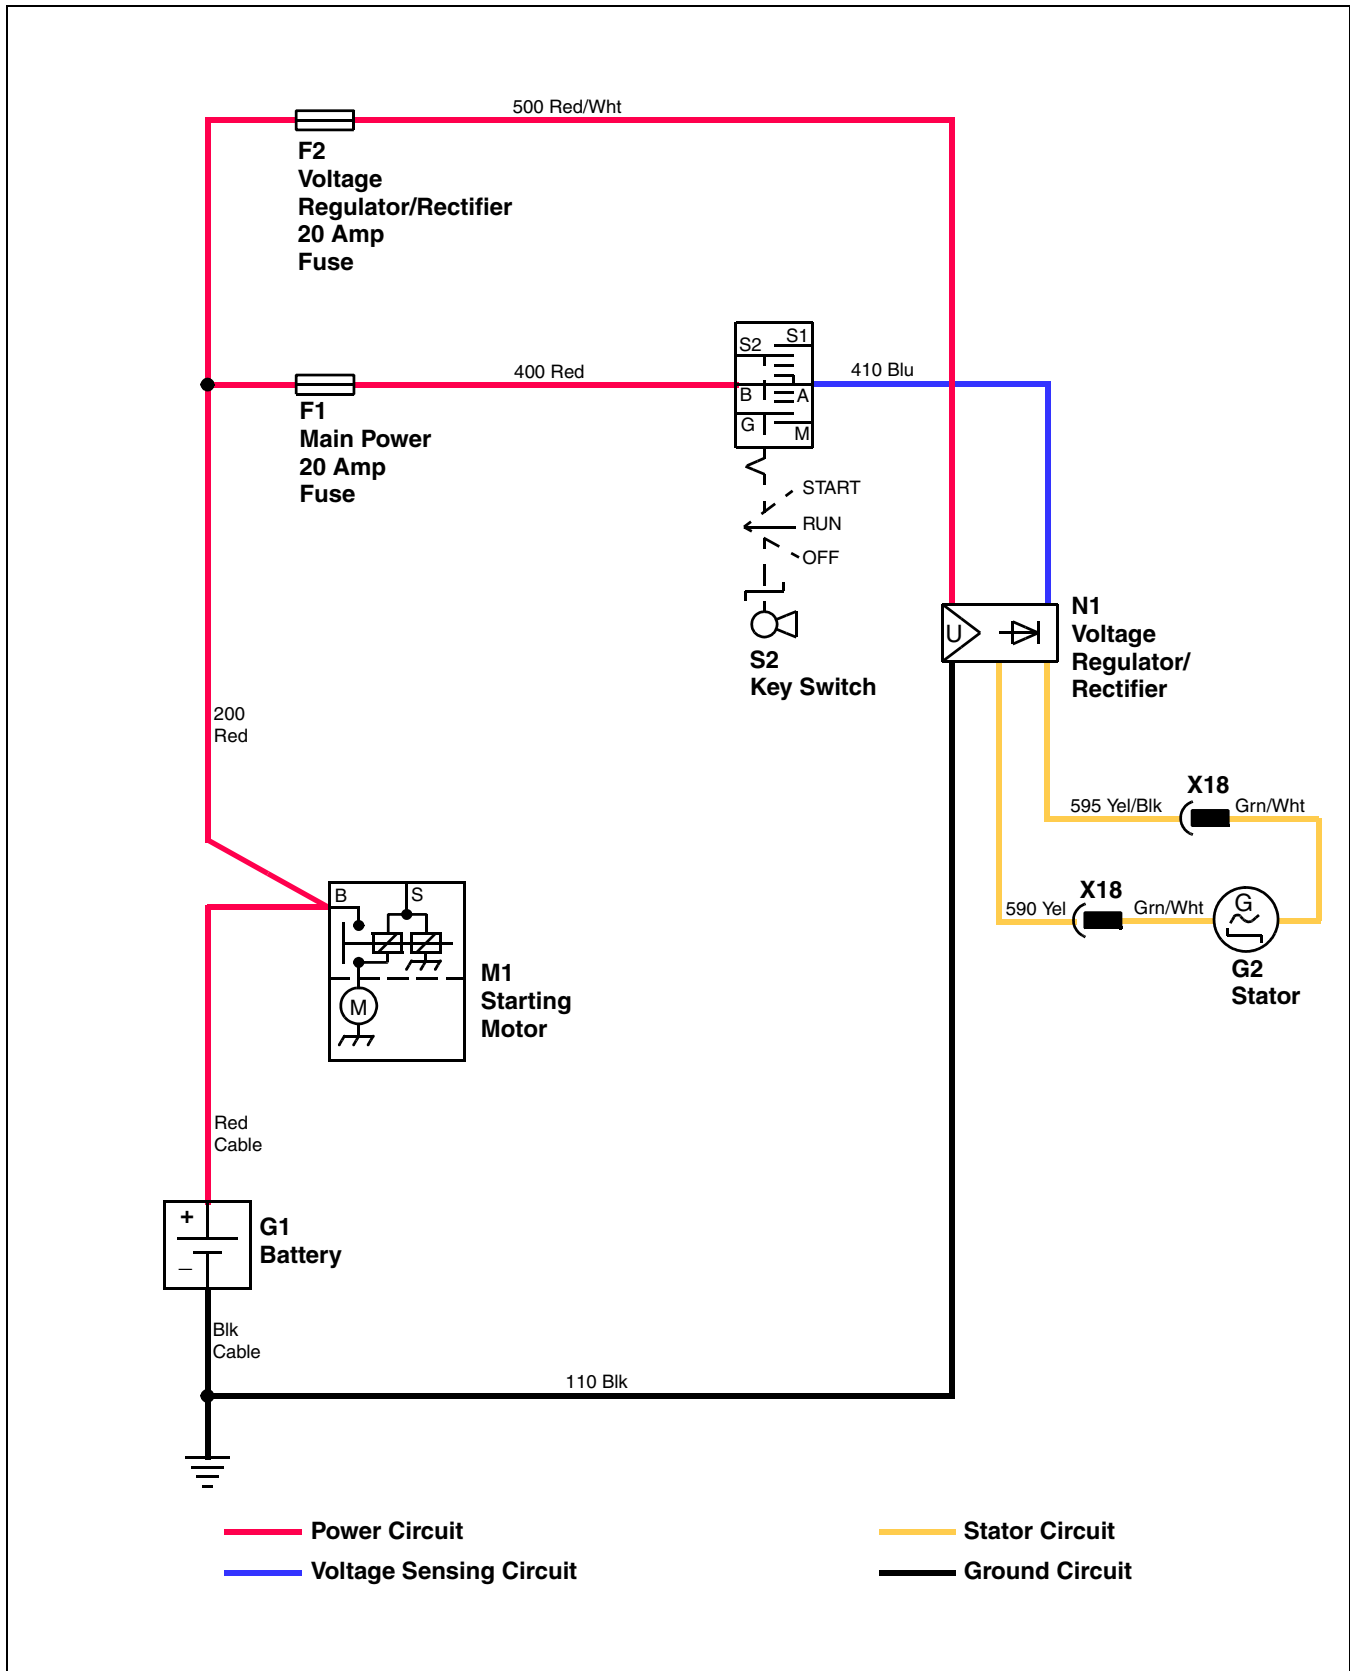 500 Red/Wht
F2
Voltage
Regulator/Rectifier
20 Amp
Fuse
S1
S2
400 Red
410 Blu
B
A
G
M
F1
Main Power
20 Amp
Fuse
START
RUN
OFF
S2
Key Switch
U
N1
Voltage
Regulator/
Rectifier
200
Red
X18
595 Yel/Blk
Grn/Wht
X18
590 Yel
Grn/Wht
G
G2
Stator
B
S
M
M1
Starting
Motor
Red
Cable
+
–
G1
Battery
Blk
Cable
110 Blk
Power Circuit
Stator Circuit
Voltage Sensing Circuit
Ground Circuit